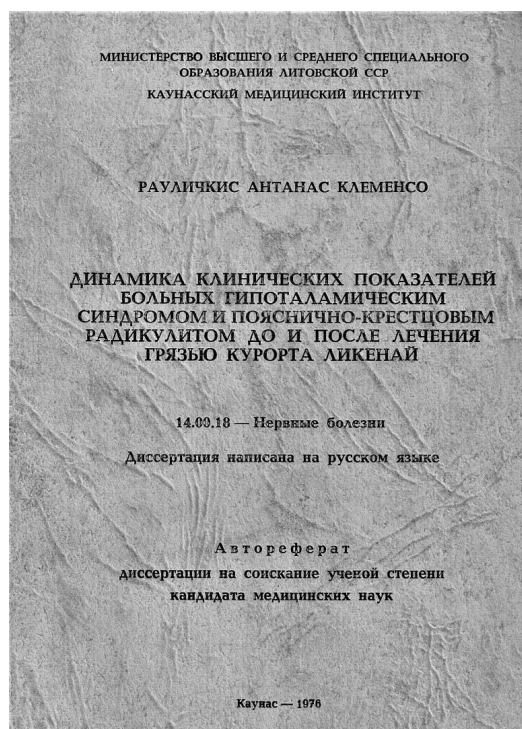 МИНИСТЕРСТВО ВЫСШЕГО И СРЕДНЕГО СПЕЦИАЛЬНОГО
ОБРАЗОВАНИЯ ЛИТОВСКОЙ ССР
КАУНАССКИЙ МЕДИЦИНСКИЙ ИНСТИТУТ
РАУЛИЧКИС АНТАНАС КЛЕМЕНСО
ДИНАМИКА КЛИНИЧЕСКИХ ПОКАЗАТЕЛЕЙ
БОЛЬНЫХ ГИПОТАЛАМИЧЕСКИМ
СИНДРОМОМ И ПОЯСНИЧНО-КРЕСТЦОВЫМ
РАДИКУЛИТОМ ДО И ПОСЛЕ ЛЕЧЕНИЯ
ГРЯЗЬЮ КУРОРТА ЛИКЕНАЙ
14.00.18 — Нервные болезни
Диссертация написана на русском языке
Автореферат
диссертации на соискание ученой степени
кандидата медицинских наук
Каунас — 1976